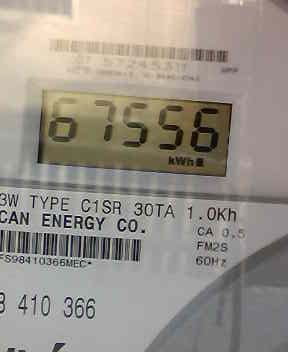 67556
kWh
3W TYPE C1SR 30TA 1.0Kh
CAN ENERGY CO.
CA 0.5
FM2S
FS98410366MEC*
60Hz
3 410 366